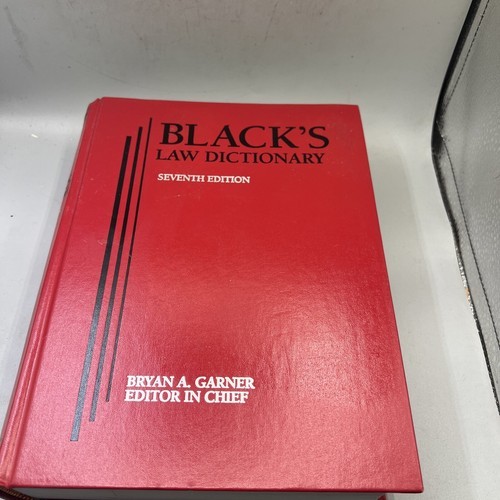 BLACK'S
LAW DICTIONARY
SEVENTH EDITION
BRYAN A. GARNER
EDITOR IN CHIEF